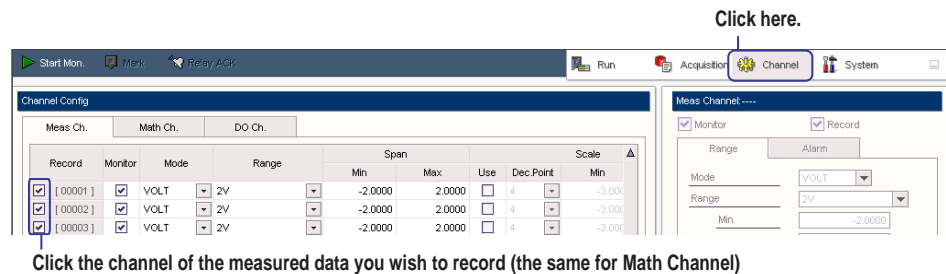 Click here.
Start Mon. Mark Relay ACK Run Acquisition Channel System
Channel Config
Meas Channel:----
Meas Ch. Math Ch. DO Ch.
Monitor Record
Range Alarm
Record Monitor Mode Range Span Scale
Min Max Use Dec.Point Min
[ 00001 ] VOLT 2V -2.0000 2.0000 4 -3.000
[ 00002 ] VOLT 2V -2.0000 2.0000 4 -3.000
[ 00003 ] VOLT 2V -2.0000 2.0000 4 -3.000
Mode VOLT
Range 2V
Min -2.0000
Click the channel of the measured data you wish to record (the same for Math Channel)